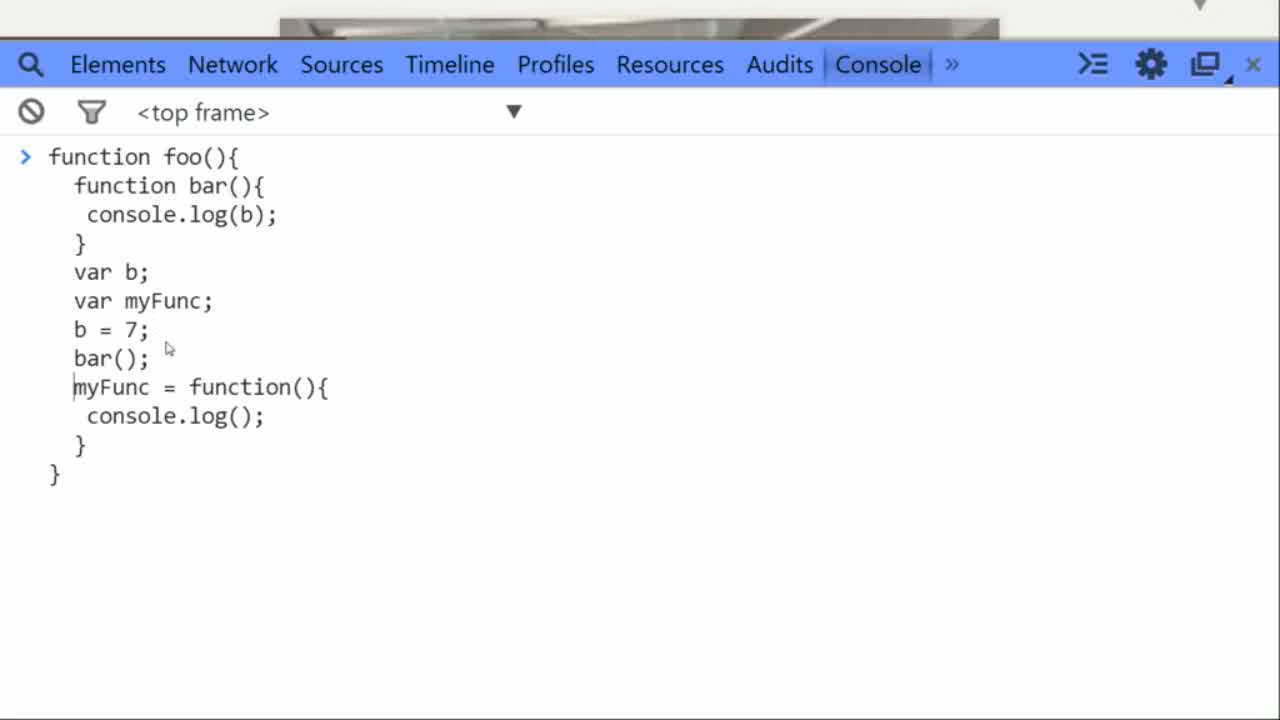 Elements Network Sources Timeline Profiles Resources Audits Console »
<top frame>
function foo(){
function bar(){
console.log(b);
}
var b;
var myFunc;
b = 7;
bar();
myFunc = function(){
console.log();
}
}